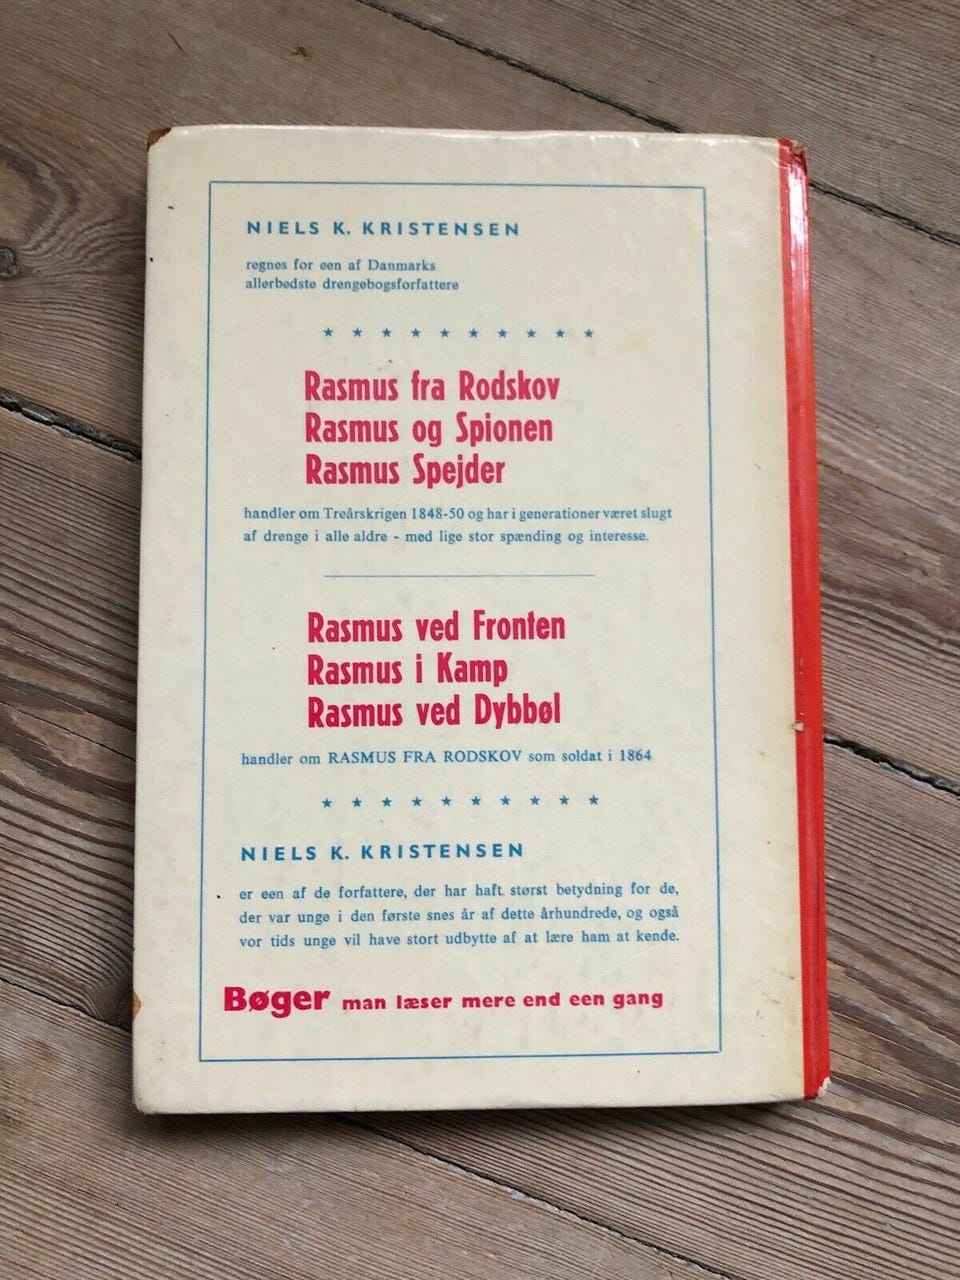 NIELS K. KRISTENSEN
regnes for een af Danmarks
allerbedste drengebogsforfattere
Rasmus fra Rodskov
Rasmus og Spionen
Rasmus Spejder
handler om Treårskrigen 1848-50 og har i generationer været slugt
af drenge i alle aldre - med lige stor spænding og interesse.
Rasmus ved Fronten
Rasmus i Kamp
Rasmus ved Dybbøl
handler om RASMUS FRA RODSKOV som soldat i 1864
NIELS K. KRISTENSEN
er een af de forfattere, der har haft størst betydning for de,
der var unge i den første snes år af dette århundrede, og også
vor tids unge vil have stort udbytte af at lære ham at kende.
Bøger man læser mere end een gang